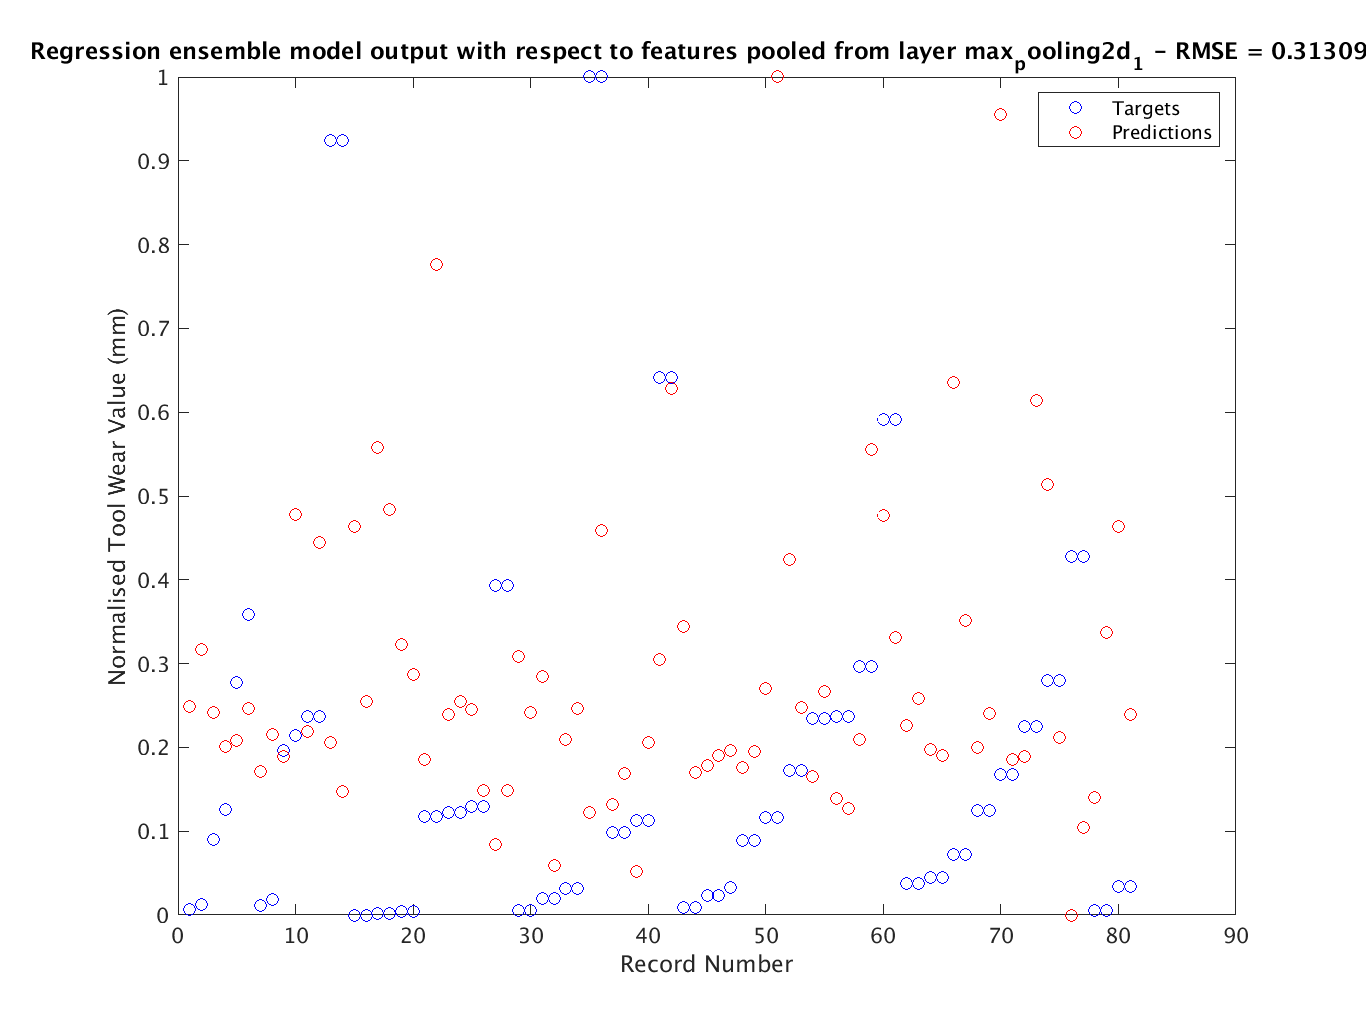 Regression ensemble model output with respect to features pooled from layer max_pooling2d_1 - RMSE = 0.31309
Targets
Predictions
Normalised Tool Wear Value (mm)
1
0.9
0.8
0.7
0.6
0.5
0.4
0.3
0.2
0.1
0
0 10 20 30 40 50 60 70 80 90
Record Number